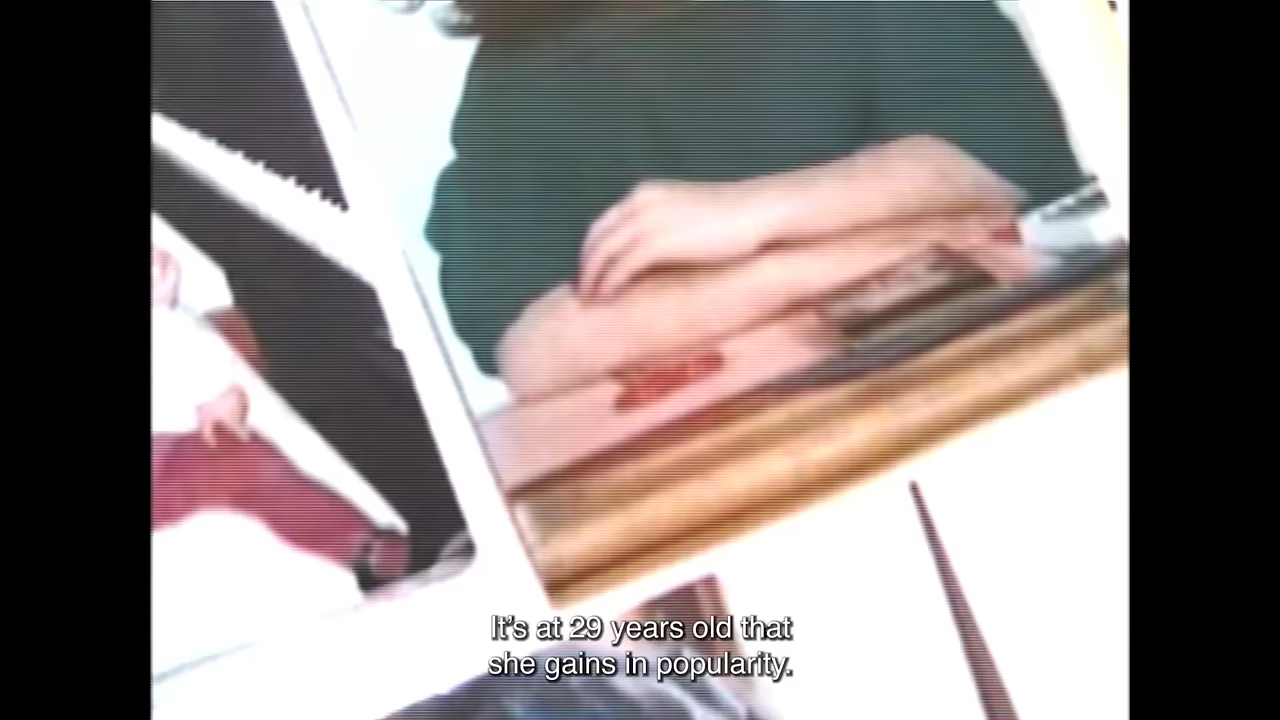 It's at 29 years old that
she gains in popularity.